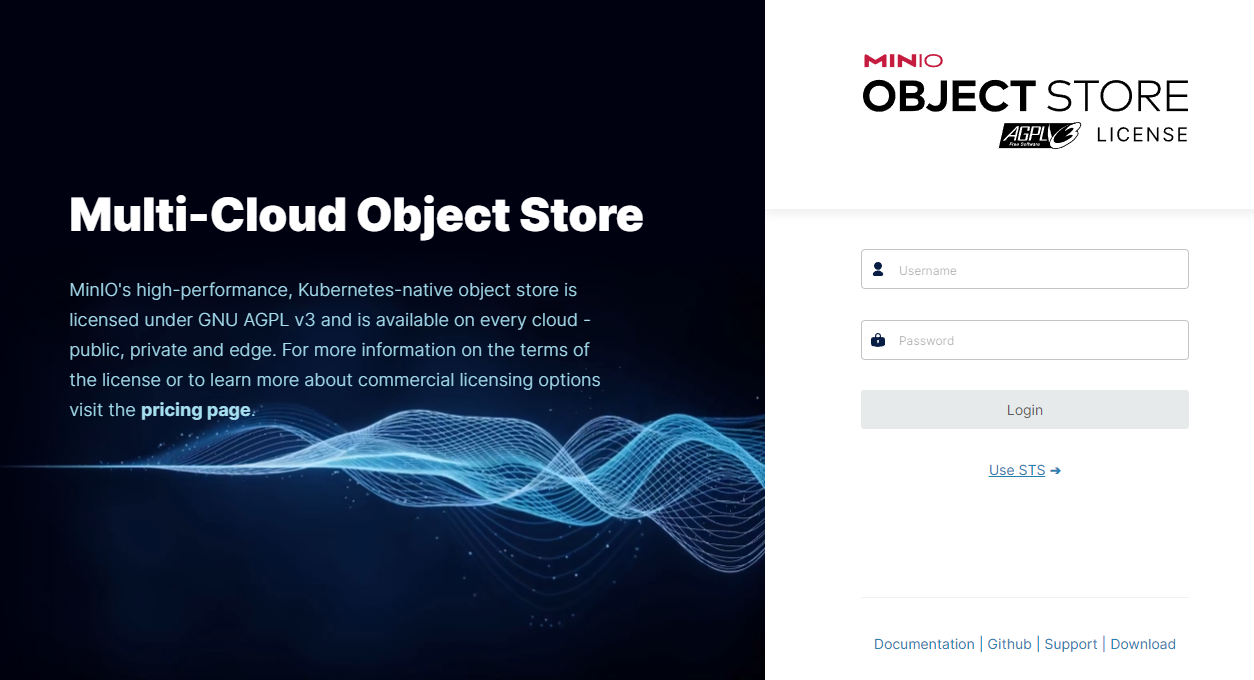 Multi-Cloud Object Store
MinIO's high-performance, Kubernetes-native object store is
licensed under GNU AGPL v3 and is available on every cloud -
public, private and edge. For more information on the terms of
the license or to learn more about commercial licensing options
visit the pricing page.
MINIO
OBJECT STORE
AGPLv3 LICENSE
Free Software
Username
Password
Login
Use STS ➔
Documentation | Github | Support | Download